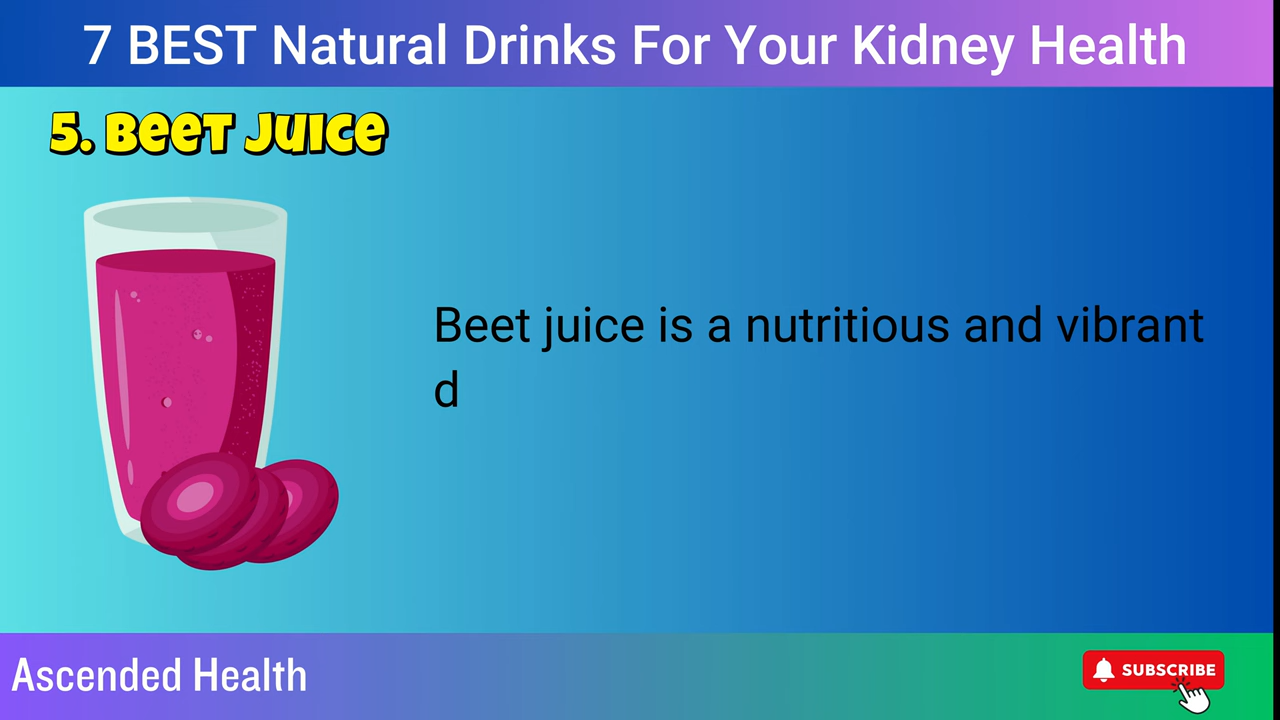 7 BEST Natural Drinks For Your Kidney Health
5. Beet Juice
Beet juice is a nutritious and vibrant
d
Ascended Health
SUBSCRIBE